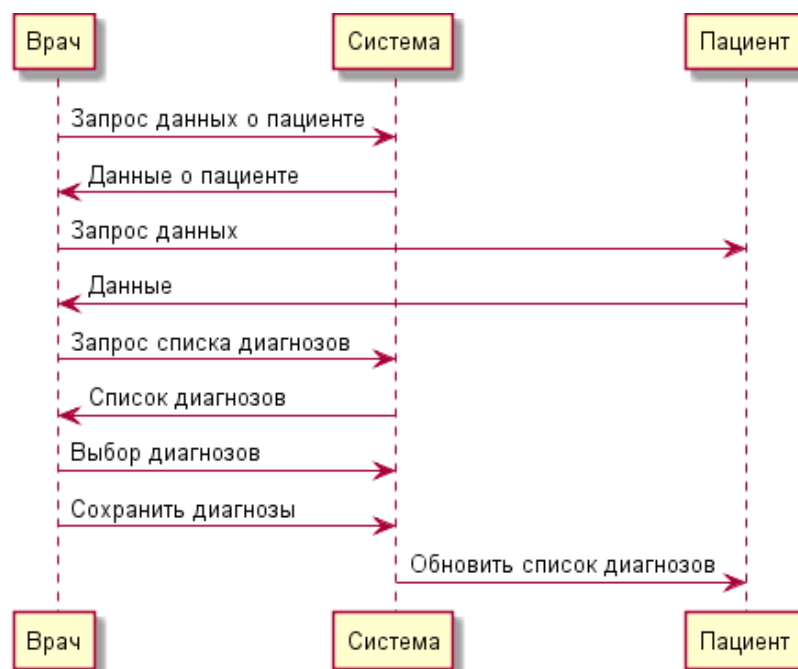 Врач
Система
Пациент
Запрос данных о пациенте
Данные о пациенте
Запрос данных
Данные
Запрос списка диагнозов
Список диагнозов
Выбор диагнозов
Сохранить диагнозы
Обновить список диагнозов
Врач
Система
Пациент